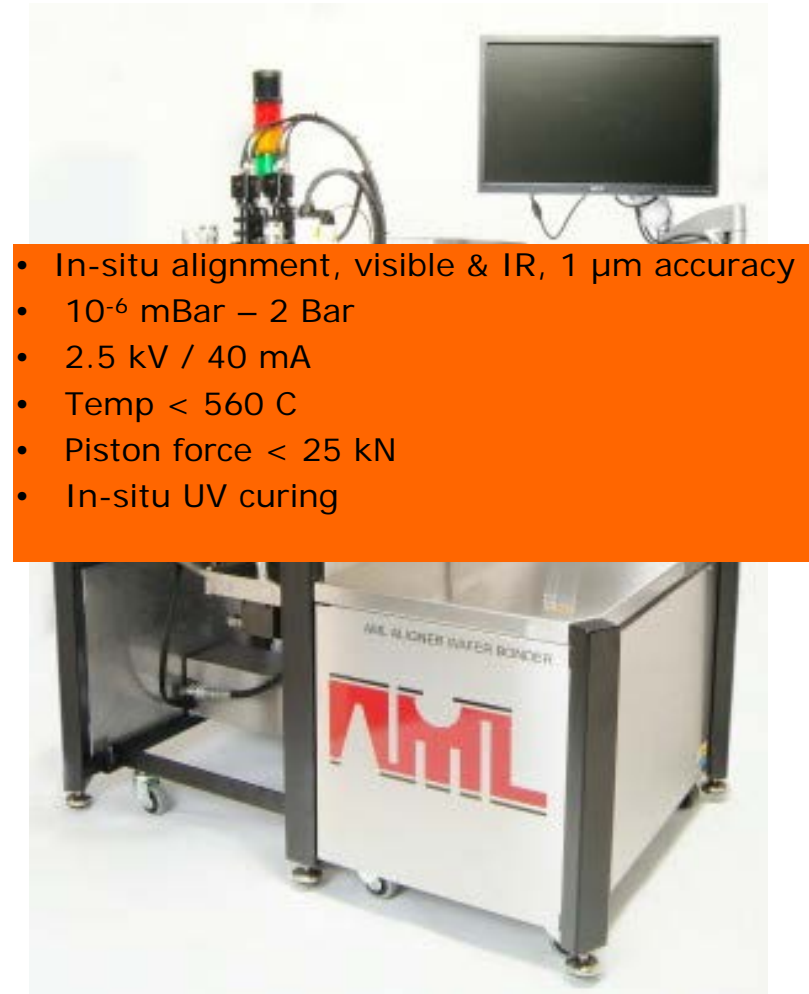 • In-situ alignment, visible & IR, 1 µm accuracy
• 10⁻⁶ mBar – 2 Bar
• 2.5 kV / 40 mA
• Temp < 560 C
• Piston force < 25 kN
• In-situ UV curing
AML ALIGNER WAFER BONDER
AML